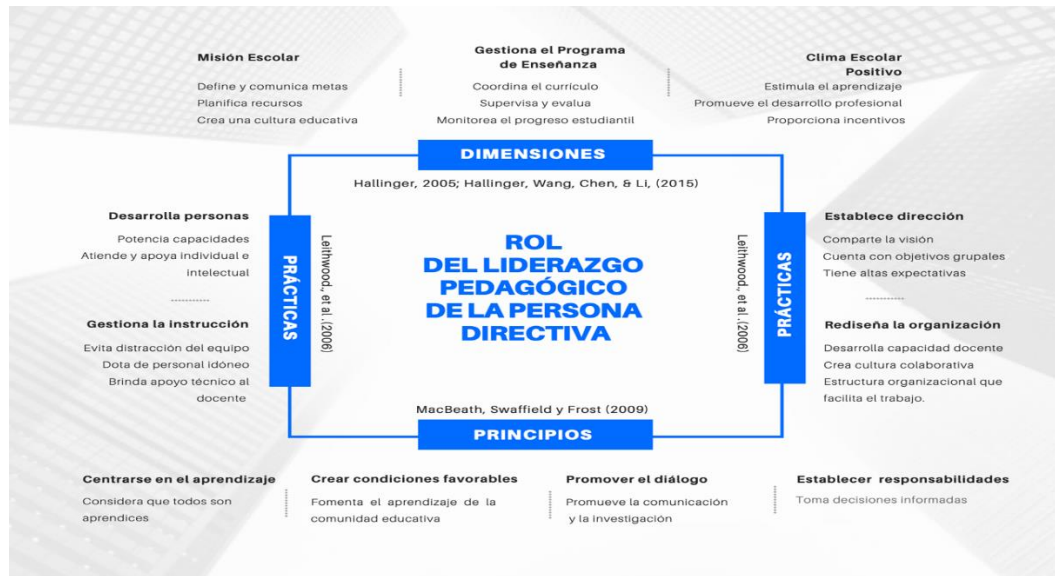 Misión Escolar
Define y comunica metas
Planifica recursos
Crea una cultura educativa
Gestiona el Programa
de Enseñanza
Coordina el currículo
Supervisa y evalua
Monitorea el progreso estudiantil
Clima Escolar
Positivo
Estimula el aprendizaje
Promueve el desarrollo profesional
Proporciona incentivos
DIMENSIONES
Hallinger, 2005; Hallinger, Wang, Chen, & Li, (2015)
Desarrolla personas
Potencia capacidades
Atiende y apoya individual e
intelectual
Gestiona la instrucción
Evita distracción del equipo
Dota de personal idóneo
Brinda apoyo técnico al
docente
PRÁCTICAS
Leithwood., et al .(2006)
ROL
DEL LIDERAZGO
PEDAGÓGICO
DE LA PERSONA
DIRECTIVA
Leithwood., et al .(2006)
PRÁCTICAS
Establece dirección
Comparte la visión
Cuenta con objetivos grupales
Tiene altas expectativas
Rediseña la organización
Desarrolla capacidad docente
Crea cultura colaborativa
Estructura organizacional que
facilita el trabajo.
MacBeath, Swaffield y Frost (2009)
PRINCIPIOS
Centrarse en el aprendizaje
Considera que todos son
aprendices
Crear condiciones favorables
Fomenta el aprendizaje de la
comunidad educativa
Promover el diálogo
Promueve la comunicación
y la investigación
Establecer responsabilidades
Toma decisiones informadas